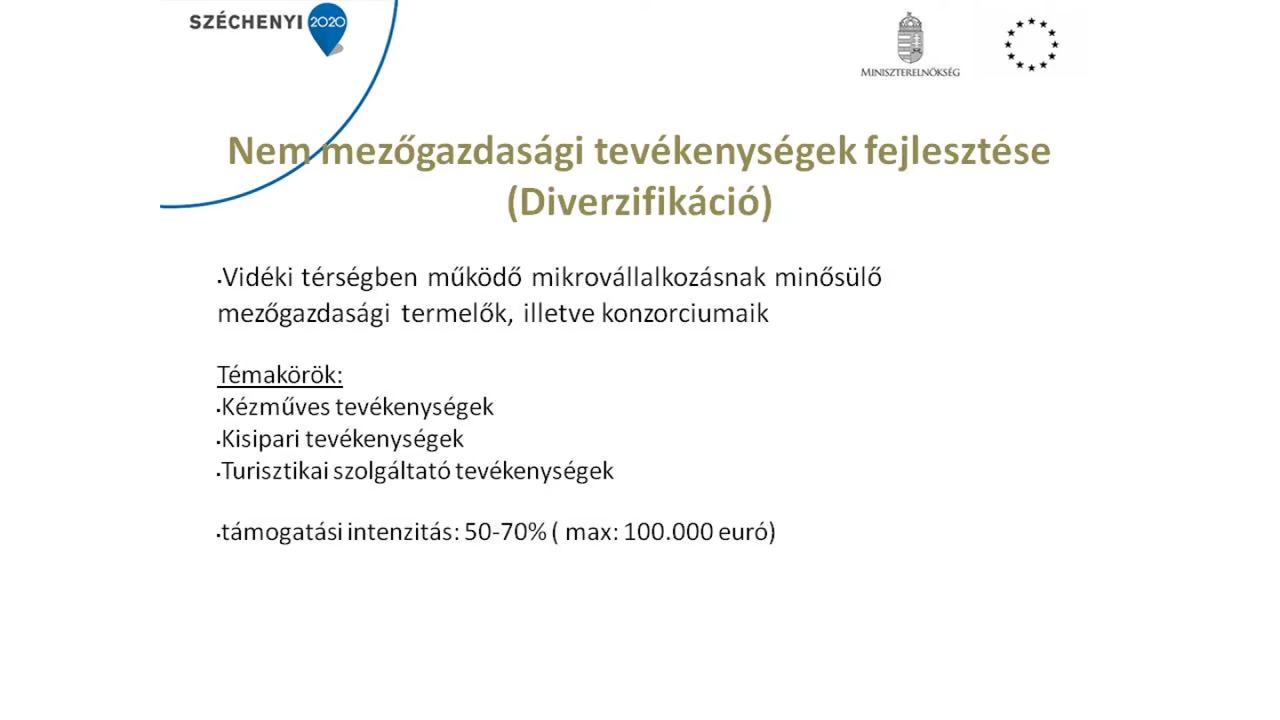 SZÉCHENYI 2020
MINISZTERELNÖKSÉG
Nem mezőgazdasági tevékenységek fejlesztése
(Diverzifikáció)
•Vidéki térségben működő mikrovállalkozásnak minősülő
mezőgazdasági termelők, illetve konzorciumaik
Témakörök:
•Kézműves tevékenységek
•Kisipari tevékenységek
•Turisztikai szolgáltató tevékenységek
•támogatási intenzitás: 50-70% ( max: 100.000 euró)